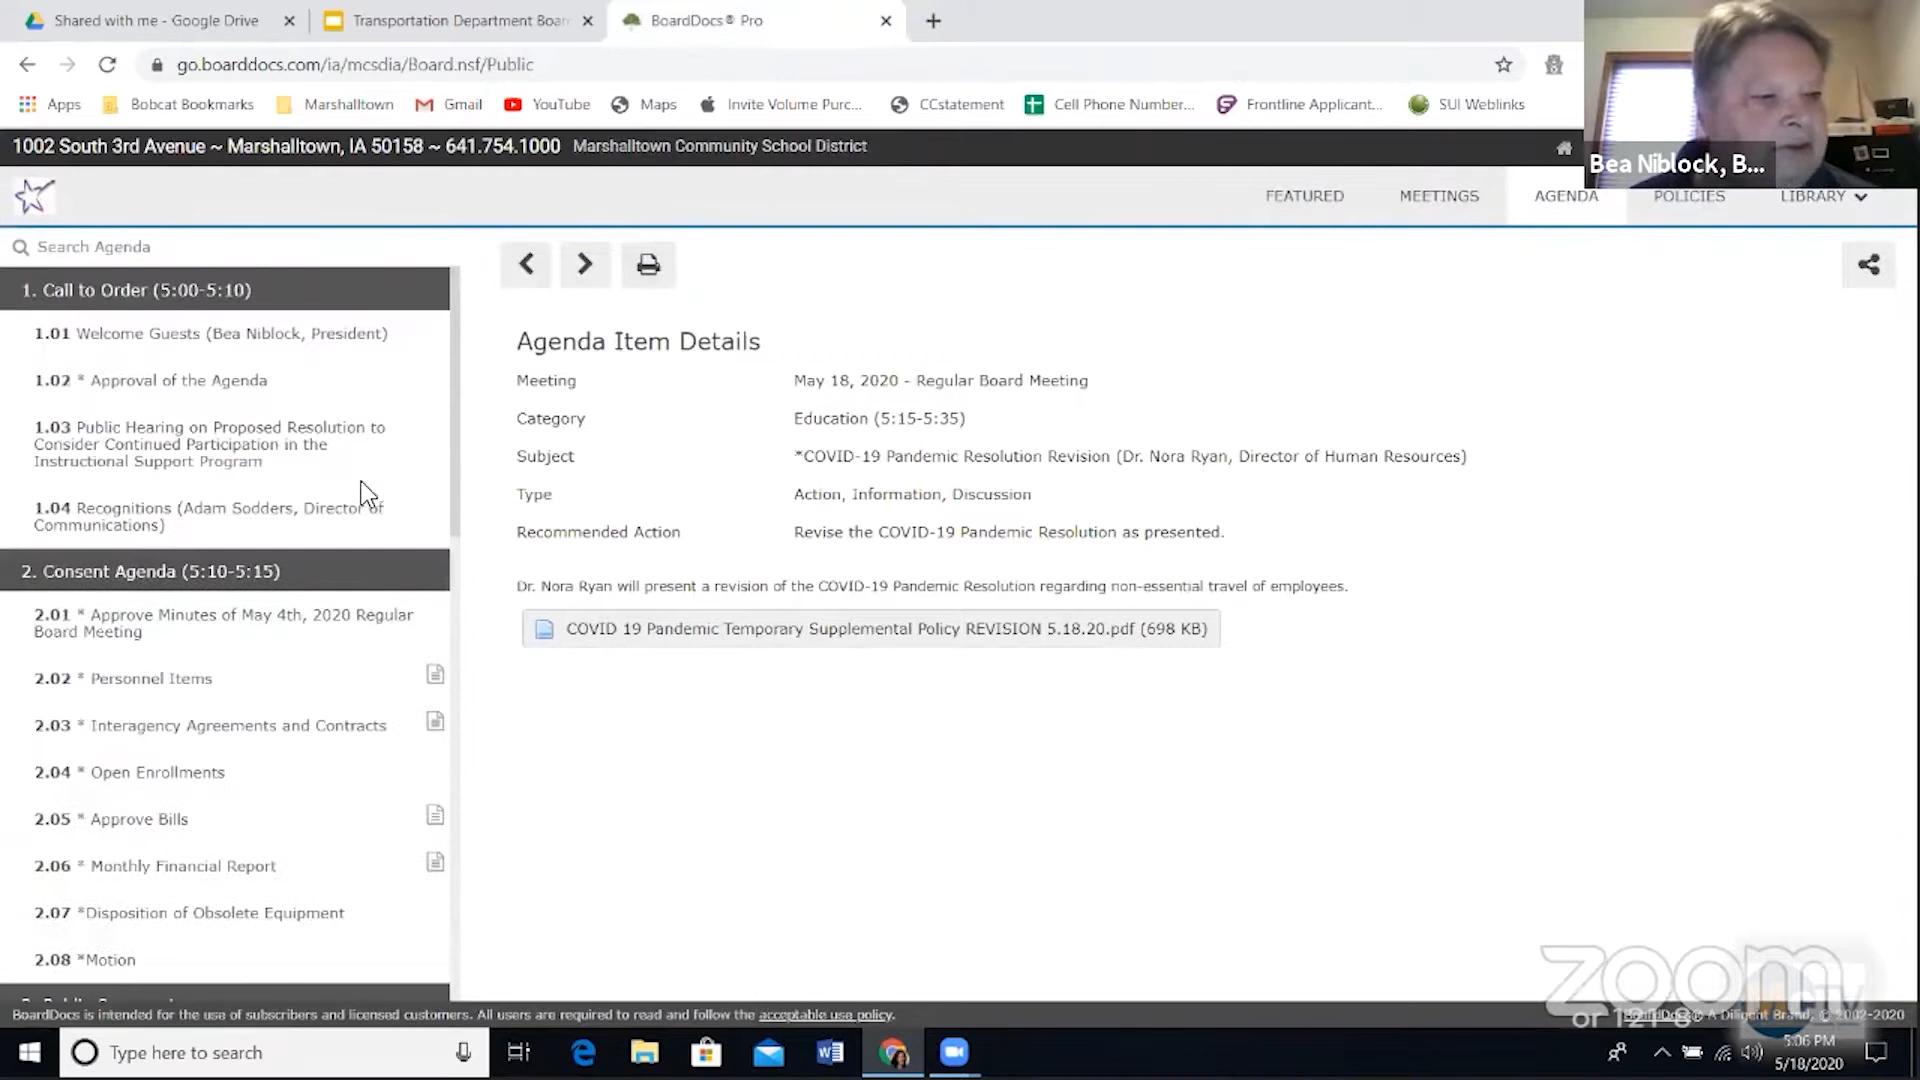 Shared with me - Google Drive
Transportation Department Boar
BoardDocs® Pro
go.boarddocs.com/ia/mcsdia/Board.nsf/Public
Apps
Bobcat Bookmarks
Marshalltown
Gmail
YouTube
Maps
Invite Volume Purc...
CCstatement
Cell Phone Number...
Frontline Applicant...
SUI Weblinks
1002 South 3rd Avenue ~ Marshalltown, IA 50158 ~ 641.754.1000 Marshalltown Community School District
Bea Niblock, B...
FEATURED
MEETINGS
AGENDA
POLICIES
LIBRARY
Search Agenda
1. Call to Order (5:00-5:10)
1.01 Welcome Guests (Bea Niblock, President)
1.02 * Approval of the Agenda
1.03 Public Hearing on Proposed Resolution to
Consider Continued Participation in the
Instructional Support Program
1.04 Recognitions (Adam Sodders, Director of
Communications)
2. Consent Agenda (5:10-5:15)
2.01 * Approve Minutes of May 4th, 2020 Regular
Board Meeting
2.02 * Personnel Items
2.03 * Interagency Agreements and Contracts
2.04 * Open Enrollments
2.05 * Approve Bills
2.06 * Monthly Financial Report
2.07 *Disposition of Obsolete Equipment
2.08 *Motion
Agenda Item Details
Meeting May 18, 2020 - Regular Board Meeting
Category Education (5:15-5:35)
Subject *COVID-19 Pandemic Resolution Revision (Dr. Nora Ryan, Director of Human Resources)
Type Action, Information, Discussion
Recommended Action Revise the COVID-19 Pandemic Resolution as presented.
Dr. Nora Ryan will present a revision of the COVID-19 Pandemic Resolution regarding non-essential travel of employees.
COVID 19 Pandemic Temporary Supplemental Policy REVISION 5.18.20.pdf (698 KB)
zoom
BoardDocs is intended for the use of subscribers and licensed customers. All users are required to read and follow the acceptable use policy.
BoardDocs® A Diligent Brand, © 2002-2020
Type here to search
5:06 PM
5/18/2020